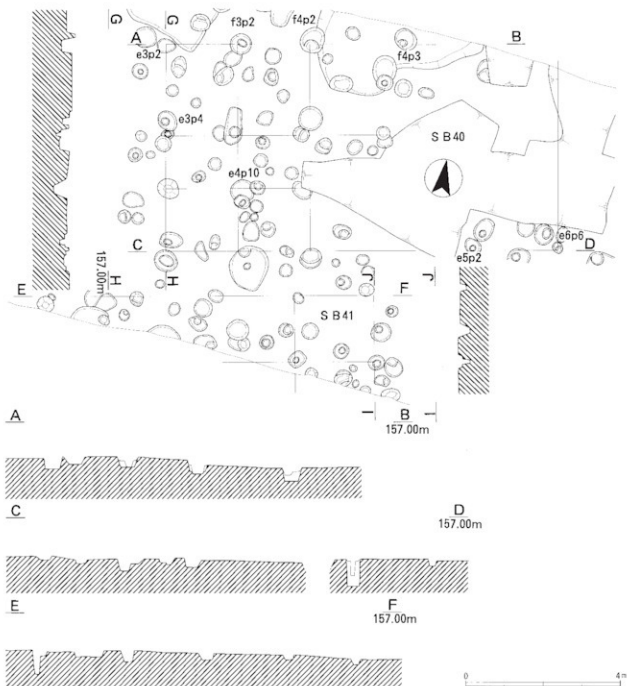 G G f3p2 f4p2
A B
e3p2 f4p3
e3p4
S B 40
e4p10
C D
e6p6
e5p2
157.00m
H H J J
E F
S B 41
I B I
157.00m
A
C D
157.00m
E F
157.00m
0 4m